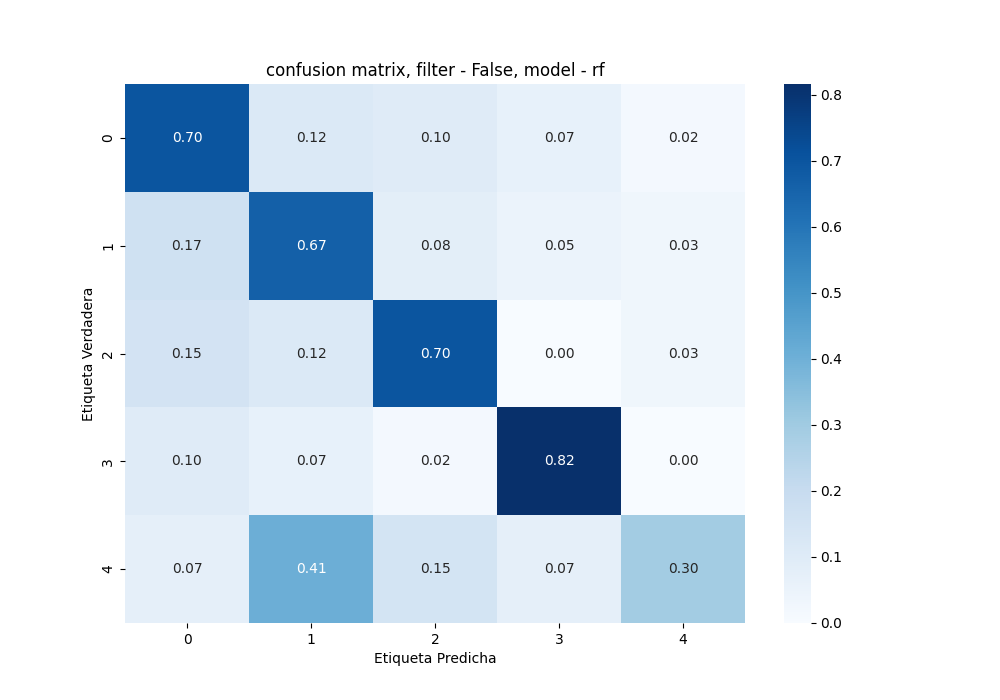 confusion matrix, filter - False, model - rf
0 0.70 0.12 0.10 0.07 0.02
1 0.17 0.67 0.08 0.05 0.03
2 0.15 0.12 0.70 0.00 0.03
3 0.10 0.07 0.02 0.82 0.00
4 0.07 0.41 0.15 0.07 0.30
0 1 2 3 4
Etiqueta Predicha
Etiqueta Verdadera
0.8
0.7
0.6
0.5
0.4
0.3
0.2
0.1
0.0